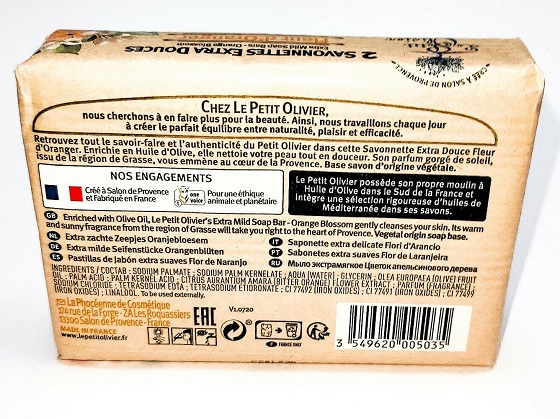 Le Petit Olivier
CRÉÉ À SALON DE PROVENCE
2 SAVONNETTES EXTRA DOUCES
Fleur d'Oranger
Extra Mild Soap Bars - Orange Blossom
CHEZ LE PETIT OLIVIER,
nous cherchons à en faire plus pour la beauté. Ainsi, nous travaillons chaque jour
à créer le parfait équilibre entre naturalité, plaisir et efficacité.
Retrouvez tout le savoir-faire et l'authenticité du Petit Olivier dans cette Savonnette Extra Douce Fleur
d'Oranger. Enrichie en Huile d'Olive, elle nettoie votre peau tout en douceur. Son parfum gorgé de soleil,
issu de la région de Grasse, vous emmène au cœur de la Provence. Base savon d'origine végétale.
NOS ENGAGEMENTS
Créé à Salon de Provence
et Fabriqué en France
one voice
Pour une éthique
animale et planétaire
Le Petit Olivier possède son propre moulin à
Huile d'Olive dans le Sud de la France et
Intègre une sélection rigoureuse d'huiles de
Méditerranée dans ses savons.
GB Enriched with Olive Oil, Le Petit Olivier's Extra Mild Soap Bar - Orange Blossom gently cleanses your skin. Its warm
and sunny fragrance from the region of Grasse will take you right to the heart of Provence. Vegetal origin soap base.
NL Extra zachte Zeepjes Oranjebloesem
DE Extra milde Seifenstücke Orangenblüten
ES Pastillas de jabón extra suaves Flor de Naranjo
IT Saponette extra delicate Fiori d'Arancio
PT Sabonetes extra suaves Flor de Laranjeira
RU Мыло экстрамягкое Цветок апельсинового дерева
INGREDIENTS / СОСТАВ : SODIUM PALMATE , SODIUM PALM KERNELATE , AQUA (WATER) , GLYCERIN , OLEA EUROPAEA (OLIVE) FRUIT
OIL , PALM ACID , PALM KERNEL ACID , CITRUS AURANTIUM AMARA (BITTER ORANGE) FLOWER EXTRACT , PARFUM (FRAGRANCE) ,
SODIUM CHLORIDE , TETRASODIUM EDTA , TETRASODIUM ETIDRONATE , CI 77492 (IRON OXIDES) , CI 77491 (IRON OXIDES) , CI 77499
(IRON OXIDES) , LINALOOL. To be used externally.
La Phocéenne de Cosmétique
124 rue de la Forge - ZA Les Roquassiers
13300 Salon de Provence - France
MADE IN FRANCE
www.lepetitolivier.fr
EAC
V1.0720
3 549620 005035